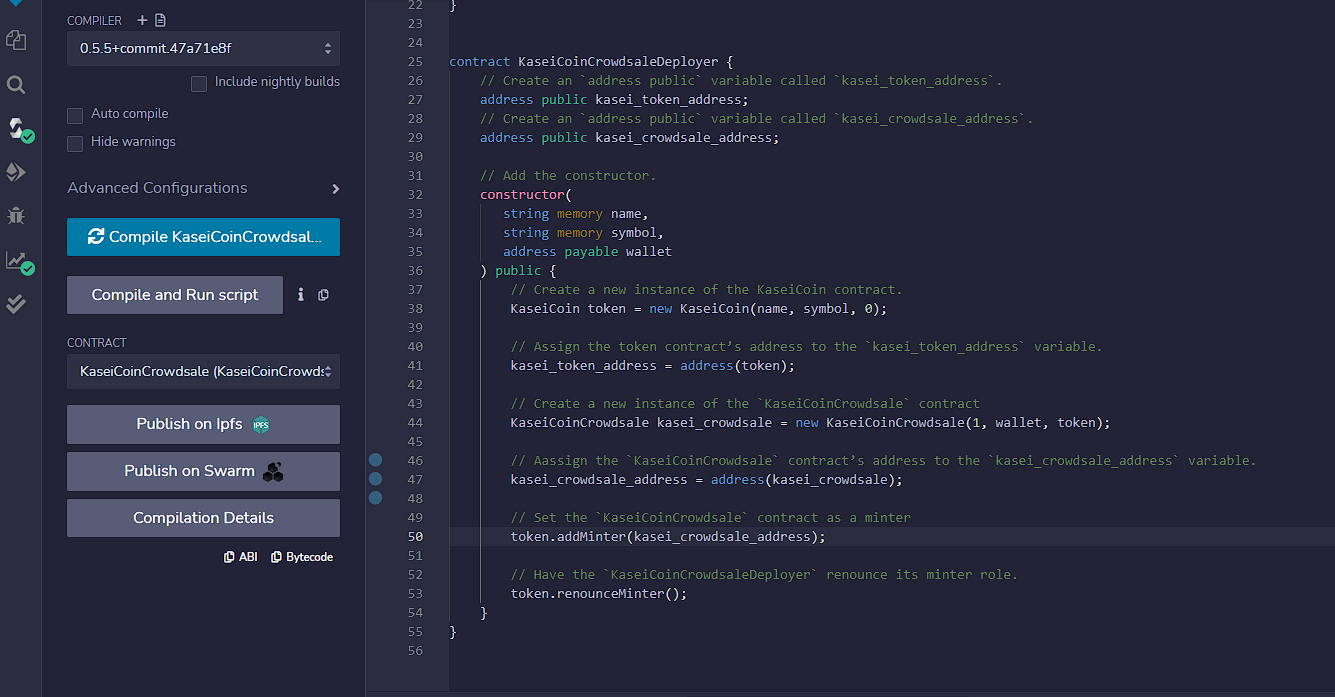 COMPILER
0.5.5+commit.47a71e8f
Include nightly builds
Auto compile
Hide warnings
Advanced Configurations
Compile KaseiCoinCrowdsal...
Compile and Run script
CONTRACT
KaseiCoinCrowdsale (KaseiCoinCrowds
Publish on Ipfs IPFS
Publish on Swarm
Compilation Details
ABI Bytecode
22 }
23
24
25 contract KaseiCoinCrowdsaleDeployer {
26 // Create an `address public` variable called `kasei_token_address`.
27 address public kasei_token_address;
28 // Create an `address public` variable called `kasei_crowdsale_address`.
29 address public kasei_crowdsale_address;
30
31 // Add the constructor.
32 constructor(
33 string memory name,
34 string memory symbol,
35 address payable wallet
36 ) public {
37 // Create a new instance of the KaseiCoin contract.
38 KaseiCoin token = new KaseiCoin(name, symbol, 0);
39
40 // Assign the token contract’s address to the `kasei_token_address` variable.
41 kasei_token_address = address(token);
42
43 // Create a new instance of the `KaseiCoinCrowdsale` contract
44 KaseiCoinCrowdsale kasei_crowdsale = new KaseiCoinCrowdsale(1, wallet, token);
45
46 // Aassign the `KaseiCoinCrowdsale` contract’s address to the `kasei_crowdsale_address` variable.
47 kasei_crowdsale_address = address(kasei_crowdsale);
48
49 // Set the `KaseiCoinCrowdsale` contract as a minter
50 token.addMinter(kasei_crowdsale_address);
51
52 // Have the `KaseiCoinCrowdsaleDeployer` renounce its minter role.
53 token.renounceMinter();
54 }
55 }
56